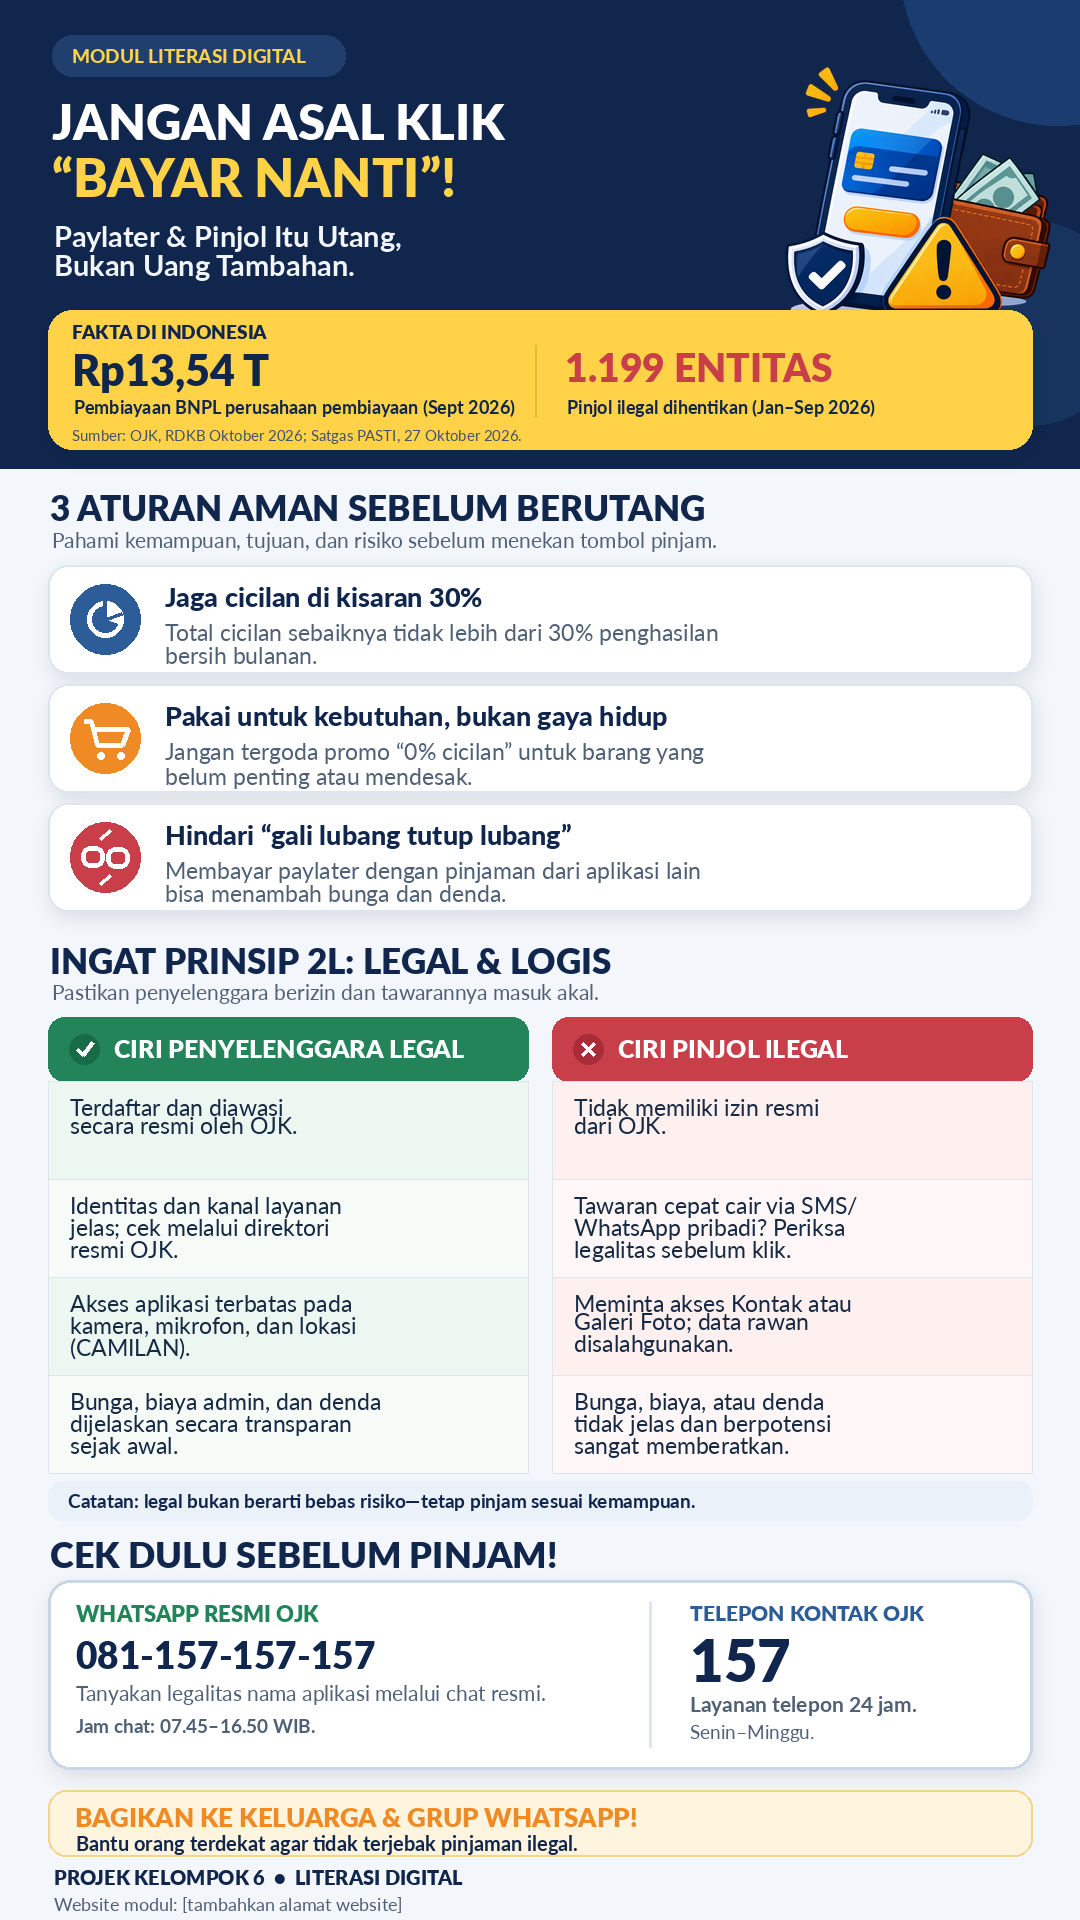 MODUL LITERASI DIGITAL
JANGAN ASAL KLIK
“BAYAR NANTI”!
Paylater & Pinjol Itu Utang,
Bukan Uang Tambahan.
FAKTA DI INDONESIA
Rp13,54 T
Pembiayaan BNPL perusahaan pembiayaan (Sept 2026)
1.199 ENTITAS
Pinjol ilegal dihentikan (Jan–Sep 2026)
Sumber: OJK, RDKB Oktober 2026; Satgas PASTI, 27 Oktober 2026.
3 ATURAN AMAN SEBELUM BERUTANG
Pahami kemampuan, tujuan, dan risiko sebelum menekan tombol pinjam.
Jaga cicilan di kisaran 30%
Total cicilan sebaiknya tidak lebih dari 30% penghasilan
bersih bulanan.
Pakai untuk kebutuhan, bukan gaya hidup
Jangan tergoda promo “0% cicilan” untuk barang yang
belum penting atau mendesak.
Hindari “gali lubang tutup lubang”
Membayar paylater dengan pinjaman dari aplikasi lain
bisa menambah bunga dan denda.
INGAT PRINSIP 2L: LEGAL & LOGIS
Pastikan penyelenggara berizin dan tawarannya masuk akal.
CIRI PENYELENGGARA LEGAL
Terdaftar dan diawasi
secara resmi oleh OJK.
Identitas dan kanal layanan
jelas; cek melalui direktori
resmi OJK.
Akses aplikasi terbatas pada
kamera, mikrofon, dan lokasi
(CAMILAN).
Bunga, biaya admin, dan denda
dijelaskan secara transparan
sejak awal.
CIRI PINJOL ILEGAL
Tidak memiliki izin resmi
dari OJK.
Tawaran cepat cair via SMS/
WhatsApp pribadi? Periksa
legalitas sebelum klik.
Meminta akses Kontak atau
Galeri Foto; data rawan
disalahgunakan.
Bunga, biaya, atau denda
tidak jelas dan berpotensi
sangat memberatkan.
Catatan: legal bukan berarti bebas risiko—tetap pinjam sesuai kemampuan.
CEK DULU SEBELUM PINJAM!
WHATSAPP RESMI OJK
081-157-157-157
Tanyakan legalitas nama aplikasi melalui chat resmi.
Jam chat: 07.45–16.50 WIB.
TELEPON KONTAK OJK
157
Layanan telepon 24 jam.
Senin–Minggu.
BAGIKAN KE KELUARGA & GRUP WHATSAPP!
Bantu orang terdekat agar tidak terjebak pinjaman ilegal.
PROJEK KELOMPOK 6 ● LITERASI DIGITAL
Website modul: [tambahkan alamat website]